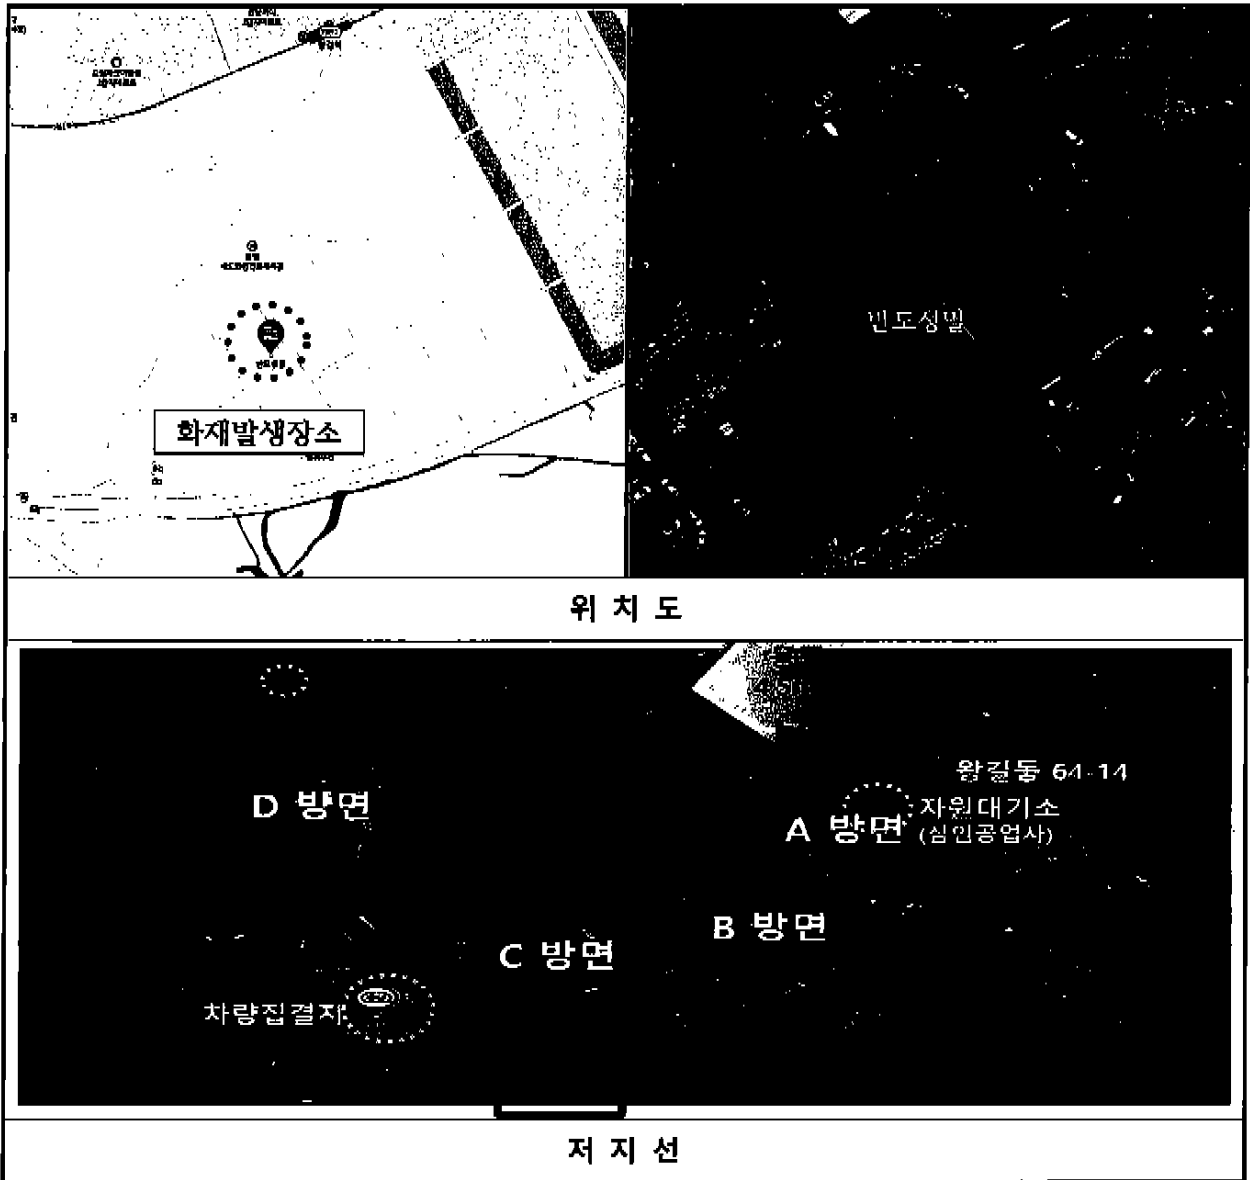 화재발생장소
반도정밀
위 치 도
왕길동 64-14
D 방면
자원대기소
A 방면
(심인공업사)
B 방면
C 방면
차량집결지
저 지 선